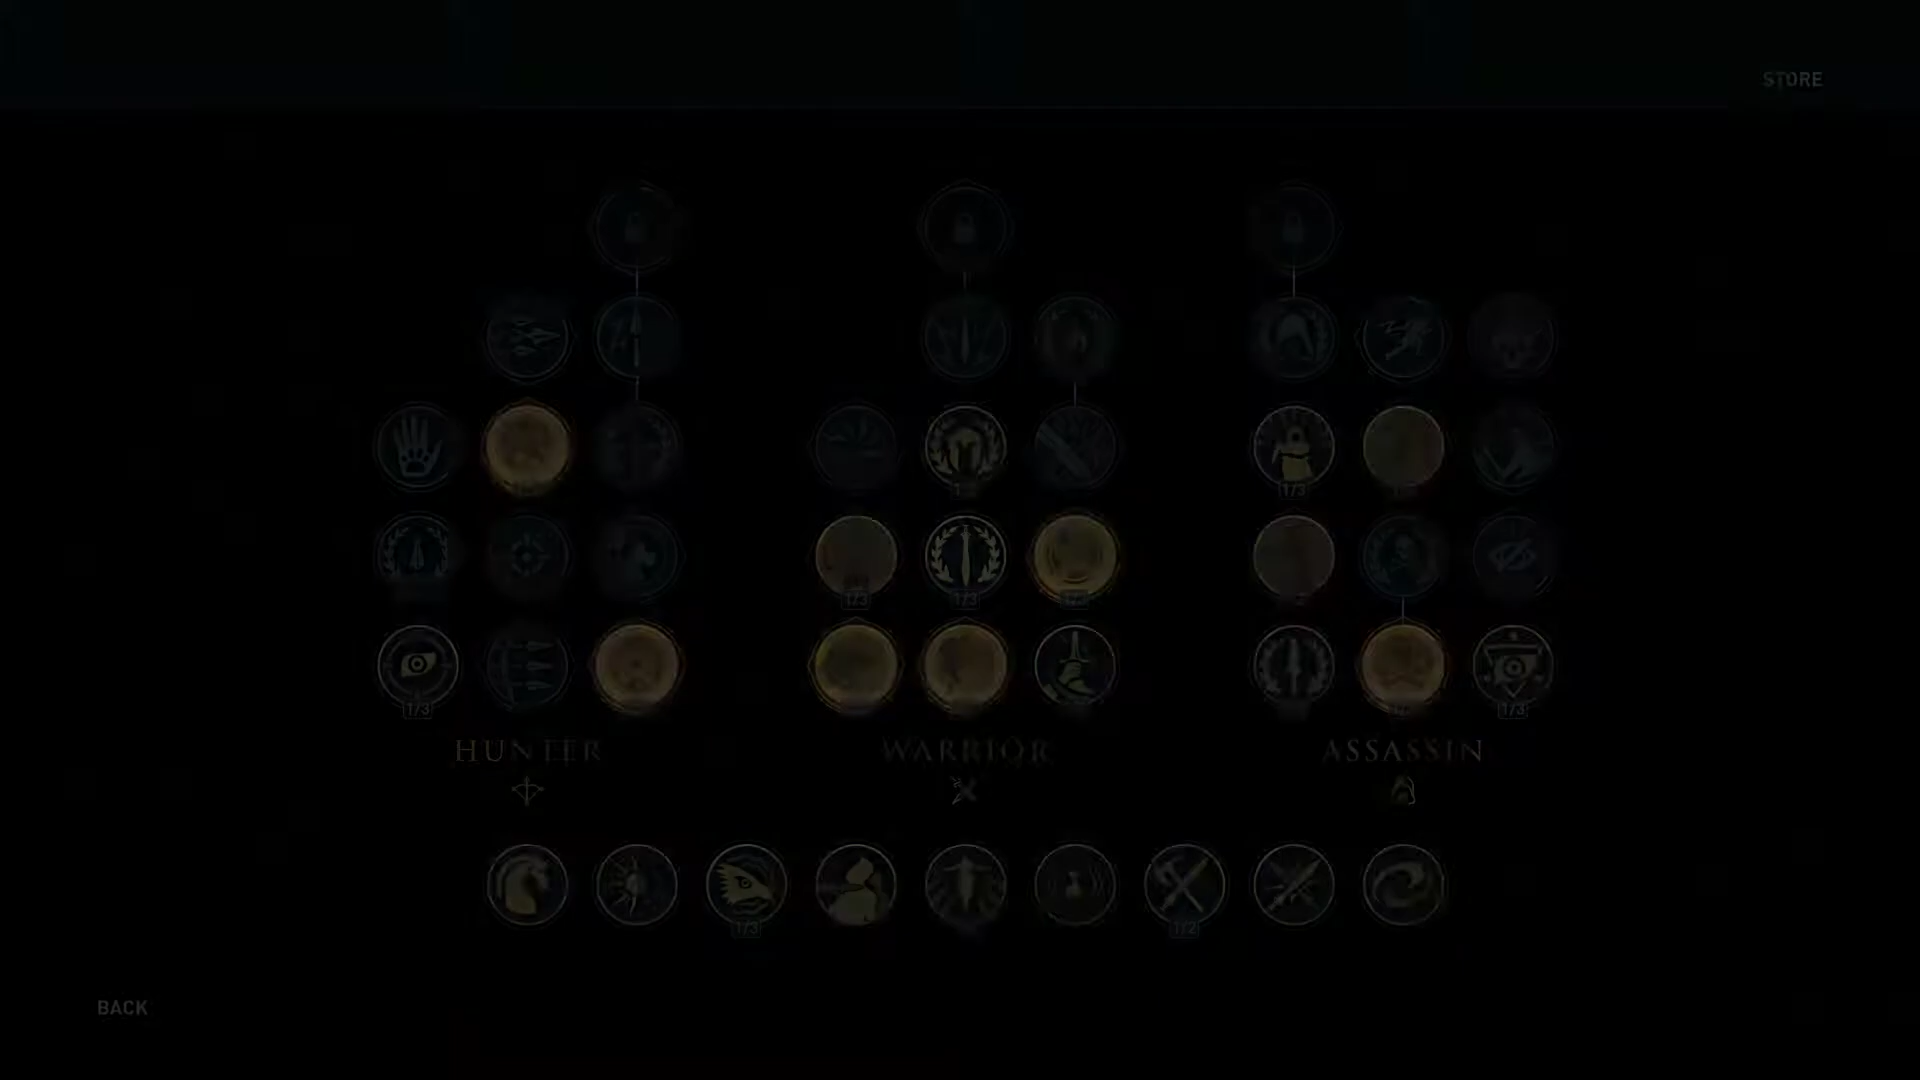 STORE
1/3
1/3 1/3 1/3
1/3 1/3
HUNTER WARRIOR ASSASSIN
1/3 1/2
BACK